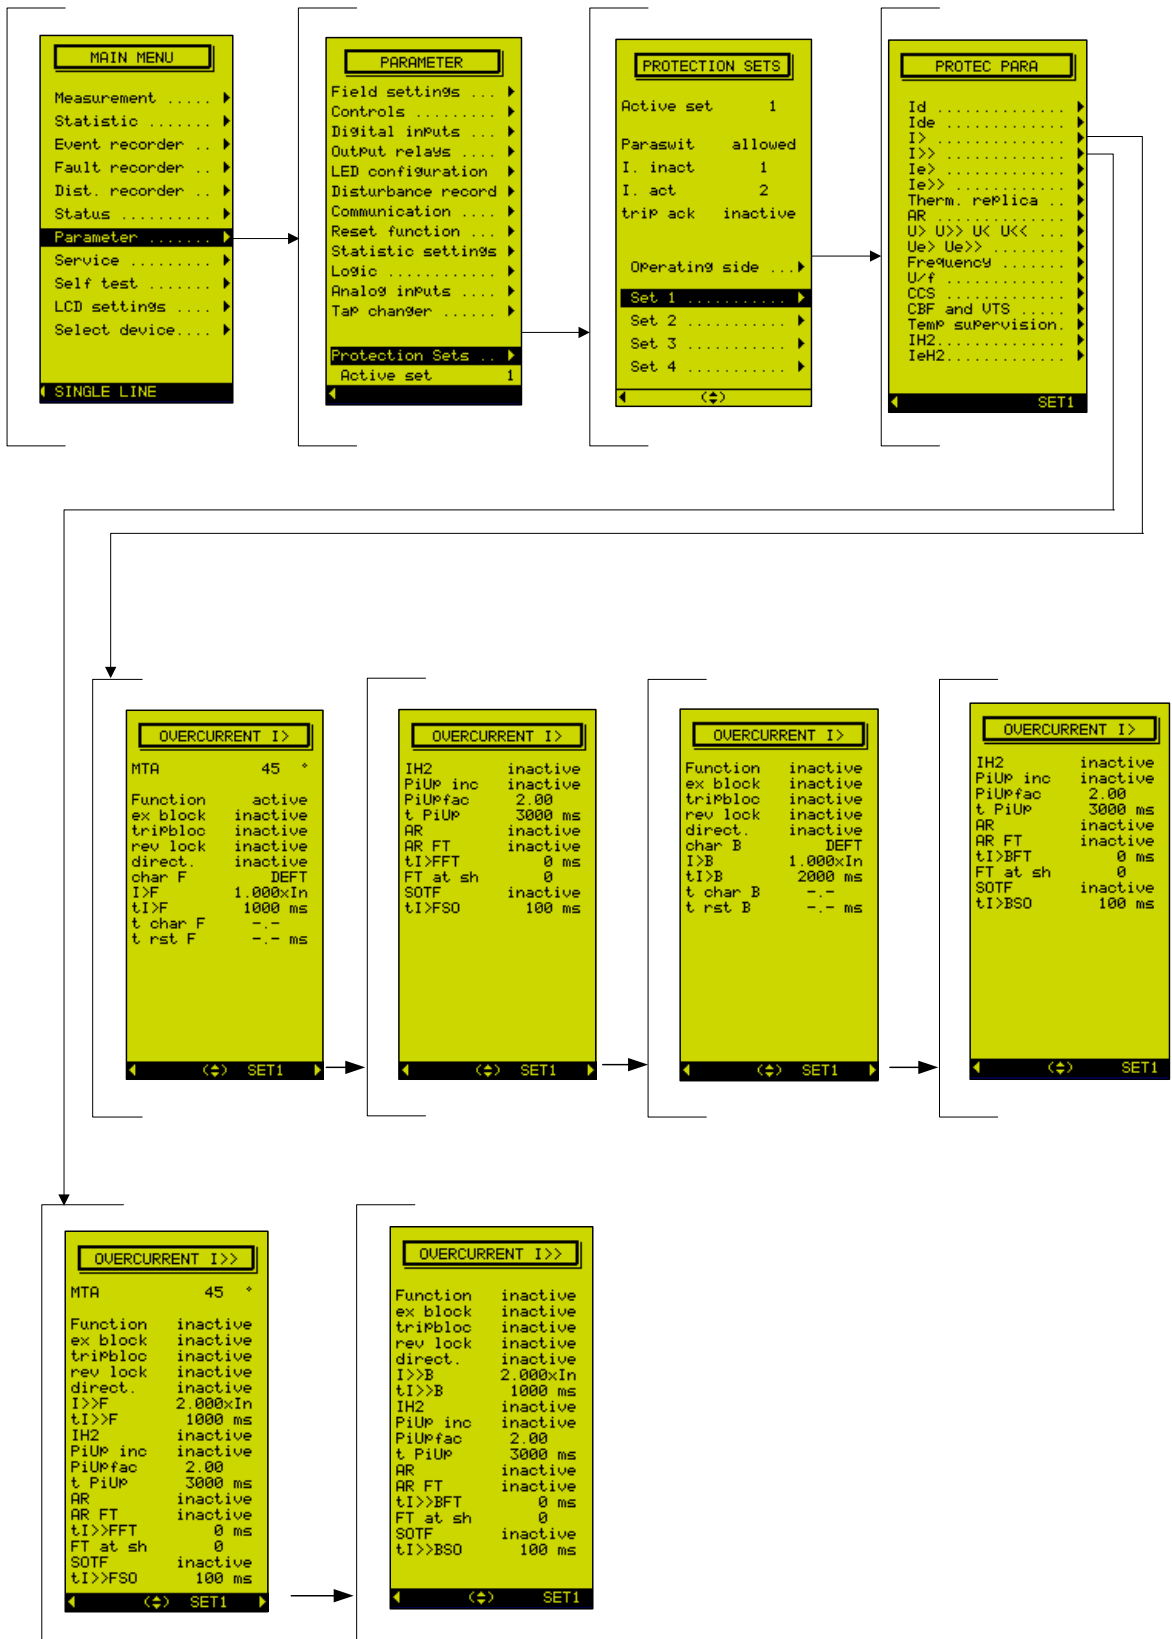 MAIN MENU
Measurement .....
Statistic .......
Event recorder ..
Fault recorder ..
Dist. recorder ..
Status ..........
Parameter .......
Service .........
Self test .......
LCD settings ....
Select device....
SINGLE LINE
PARAMETER
Field settings ...
Controls .........
Digital inputs ...
Output relays ....
LED configuration
Disturbance record
Communication ....
Reset function ...
Statistic settings
Logic ............
Analog inputs ....
Tap changer ......
Protection Sets ..
Active set 1
PROTECTION SETS
Active set 1
Paraswit allowed
I. inact 1
I. act 2
trip ack inactive
Operating side ...
Set 1 ...........
Set 2 ...........
Set 3 ...........
Set 4 ...........
PROTEC PARA
Id ..............
Ide .............
I> ..............
I>> .............
Ie> .............
Ie>> ............
Therm. replica ..
AR ..............
U> U>> U< U<< ...
Ue> Ue>> ........
Frequency .......
U/f .............
CCS .............
CBF and VTS .....
Temp supervision.
IH2..............
IeH2.............
SET1
OVERCURRENT I>
MTA 45 °
Function active
ex block inactive
tripbloc inactive
rev lock inactive
direct. inactive
char F DEFT
I>F 1.000xIn
tI>F 1000 ms
t char F -.-
t rst F -.- ms
SET1
OVERCURRENT I>
IH2 inactive
PiUp inc inactive
PiUpfac 2.00
t PiUp 3000 ms
AR inactive
AR FT inactive
tI>FFT 0 ms
FT at sh 0
SOTF inactive
tI>FSO 100 ms
SET1
OVERCURRENT I>
Function inactive
ex block inactive
tripbloc inactive
rev lock inactive
direct. inactive
char B DEFT
I>B 1.000xIn
tI>B 2000 ms
t char B -.-
t rst B -.- ms
SET1
OVERCURRENT I>
IH2 inactive
PiUp inc inactive
PiUpfac 2.00
t PiUp 3000 ms
AR inactive
AR FT inactive
tI>BFT 0 ms
FT at sh 0
SOTF inactive
tI>BSO 100 ms
SET1
OVERCURRENT I>>
MTA 45 °
Function inactive
ex block inactive
tripbloc inactive
rev lock inactive
direct. inactive
I>>F 2.000xIn
tI>>F 1000 ms
IH2 inactive
PiUp inc inactive
PiUpfac 2.00
t PiUp 3000 ms
AR inactive
AR FT inactive
tI>>FFT 0 ms
FT at sh 0
SOTF inactive
tI>>FSO 100 ms
SET1
OVERCURRENT I>>
Function inactive
ex block inactive
tripbloc inactive
rev lock inactive
direct. inactive
I>>B 2.000xIn
tI>>B 1000 ms
IH2 inactive
PiUp inc inactive
PiUpfac 2.00
t PiUp 3000 ms
AR inactive
AR FT inactive
tI>>BFT 0 ms
FT at sh 0
SOTF inactive
tI>>BSO 100 ms
SET1